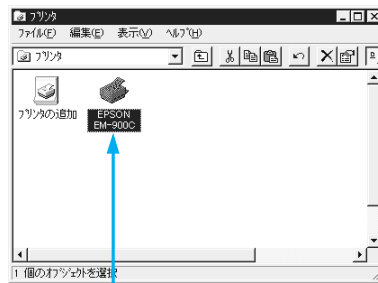 プリンタ
ファイル(F) 編集(E) 表示(V) ヘルプ(H)
プリンタ
プリンタの追加
EPSON
EM-900C
1 個のオブジェクトを選択